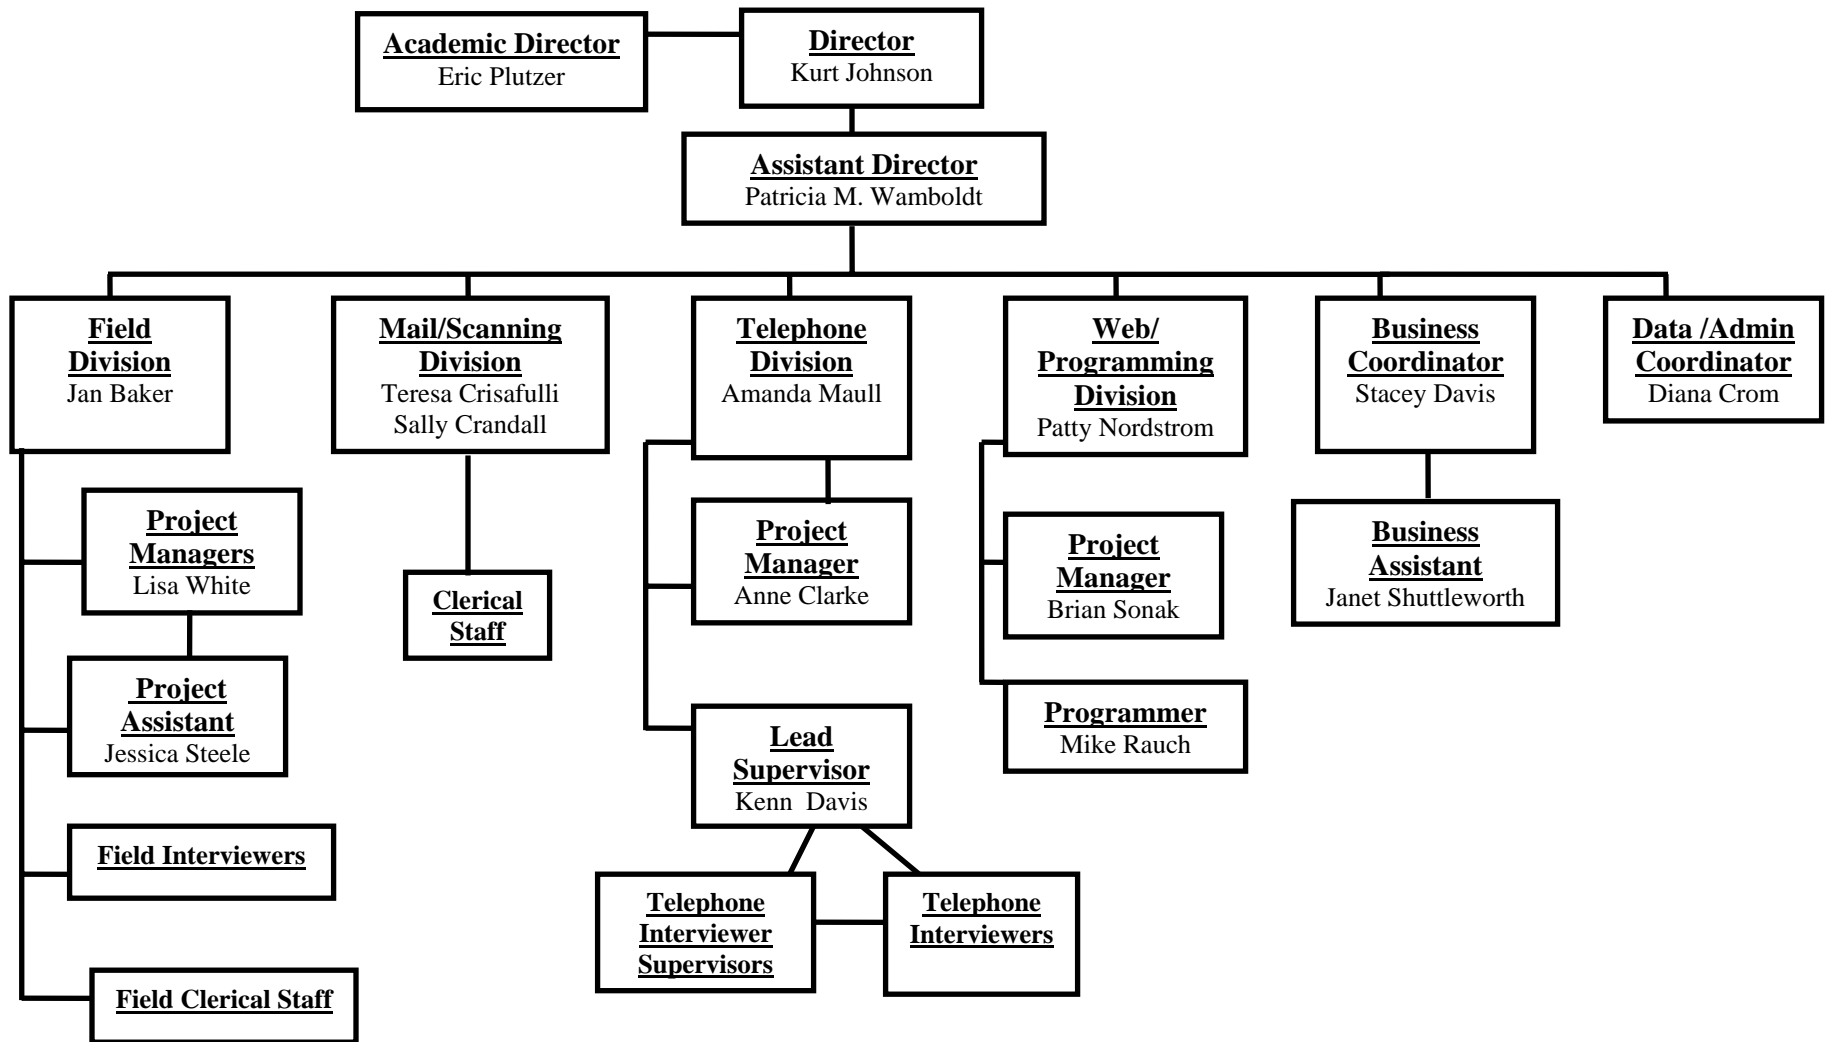 Academic Director
Eric Plutzer
Director
Kurt Johnson
Assistant Director
Patricia M. Wamboldt
Field
Division
Jan Baker
Mail/Scanning
Division
Teresa Crisafulli
Sally Crandall
Telephone
Division
Amanda Maull
Web/
Programming
Division
Patty Nordstrom
Business
Coordinator
Stacey Davis
Data /Admin
Coordinator
Diana Crom
Project
Managers
Lisa White
Project
Assistant
Jessica Steele
Field Interviewers
Field Clerical Staff
Clerical
Staff
Project
Manager
Anne Clarke
Lead
Supervisor
Kenn Davis
Telephone
Interviewer
Supervisors
Telephone
Interviewers
Project
Manager
Brian Sonak
Programmer
Mike Rauch
Business
Assistant
Janet Shuttleworth